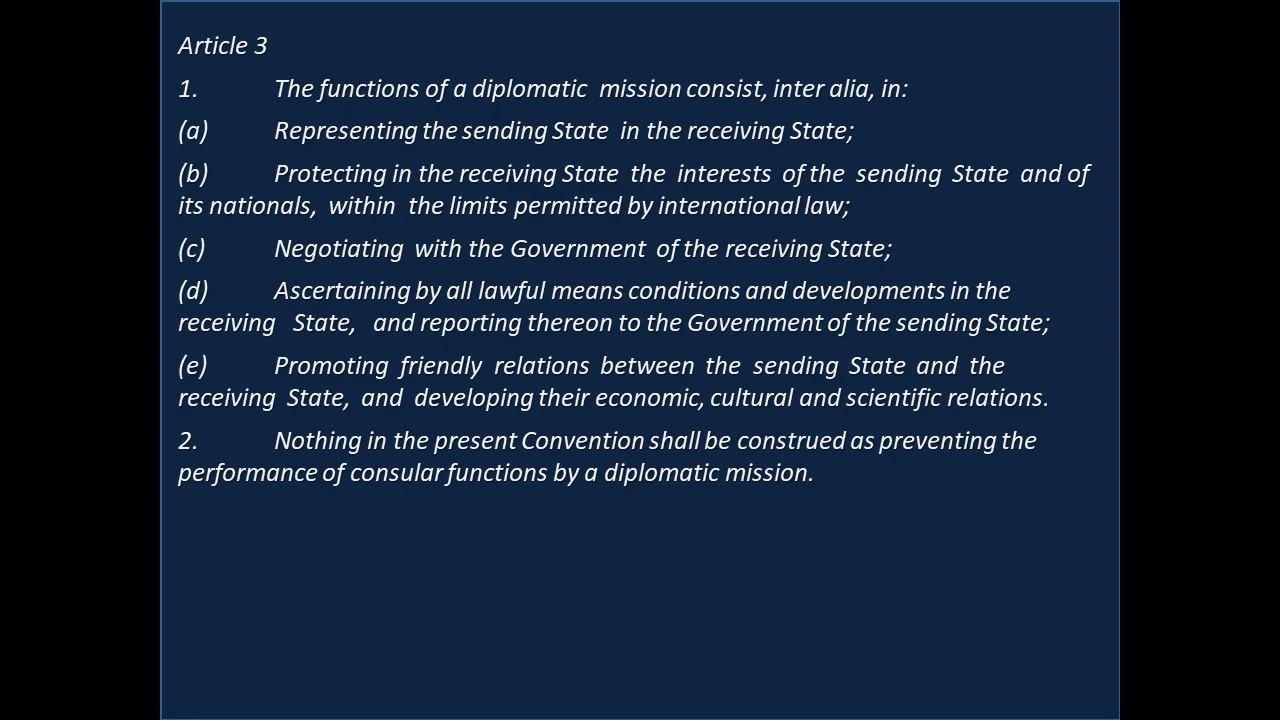 Article 3
1. The functions of a diplomatic mission consist, inter alia, in:
(a) Representing the sending State in the receiving State;
(b) Protecting in the receiving State the interests of the sending State and of
its nationals, within the limits permitted by international law;
(c) Negotiating with the Government of the receiving State;
(d) Ascertaining by all lawful means conditions and developments in the
receiving State, and reporting thereon to the Government of the sending State;
(e) Promoting friendly relations between the sending State and the
receiving State, and developing their economic, cultural and scientific relations.
2. Nothing in the present Convention shall be construed as preventing the
performance of consular functions by a diplomatic mission.